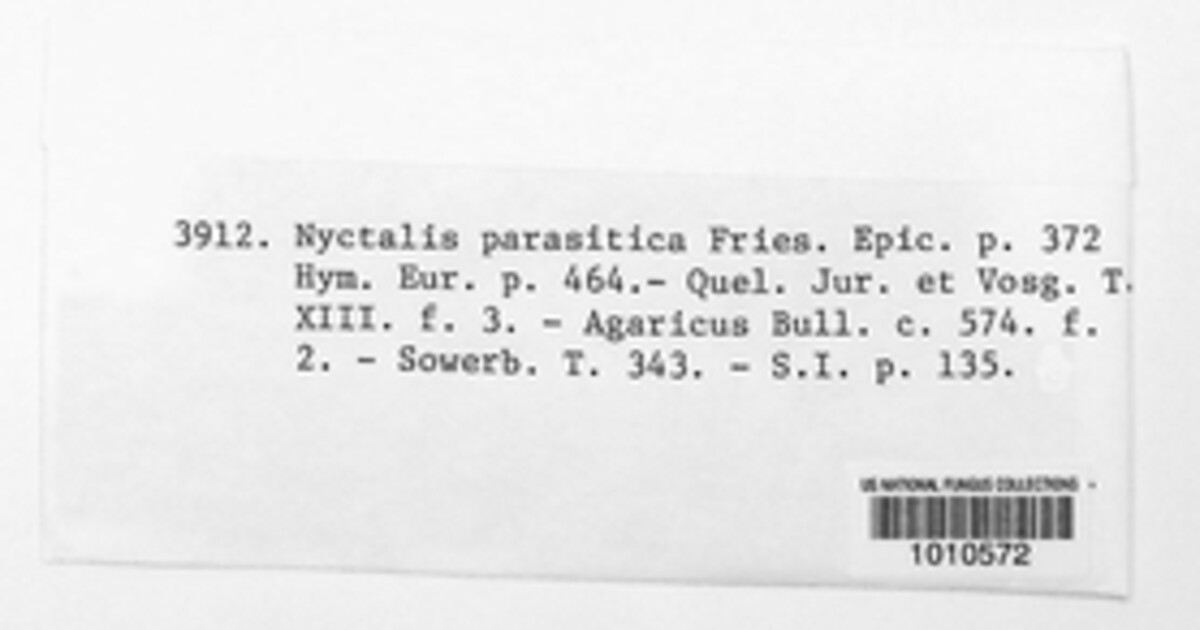 3912. Nyctalis parasitica Fries. Epic. p. 372
Hym. Eur. p. 464.- Quel. Jur. et Vosg. T.
XIII. f. 3. - Agaricus Bull. c. 574. f.
2. - Sowerb. T. 343. - S.I. p. 135.
US NATIONAL FUNGUS COLLECTIONS -
1010572